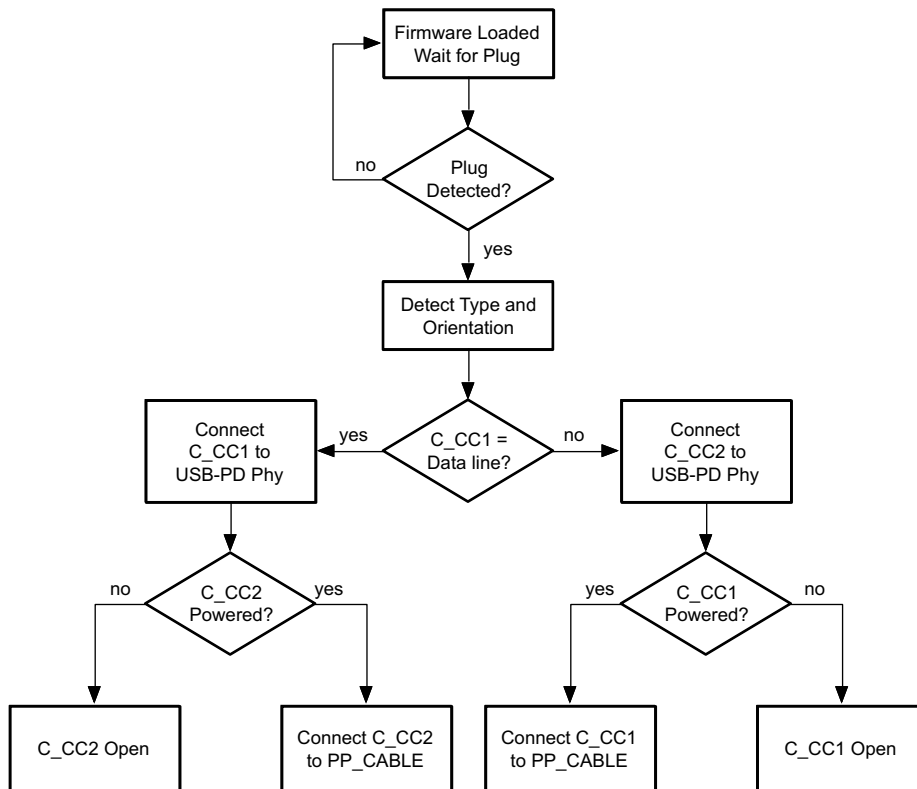 Firmware Loaded
Wait for Plug
no
Plug
Detected?
yes
Detect Type and
Orientation
Connect
C_CC1 to
USB-PD Phy
yes
C_CC1 =
Data line?
no
Connect
C_CC2 to
USB-PD Phy
no
C_CC2
Powered?
yes
yes
C_CC1
Powered?
no
C_CC2 Open
Connect C_CC2
to PP_CABLE
Connect C_CC1
to PP_CABLE
C_CC1 Open